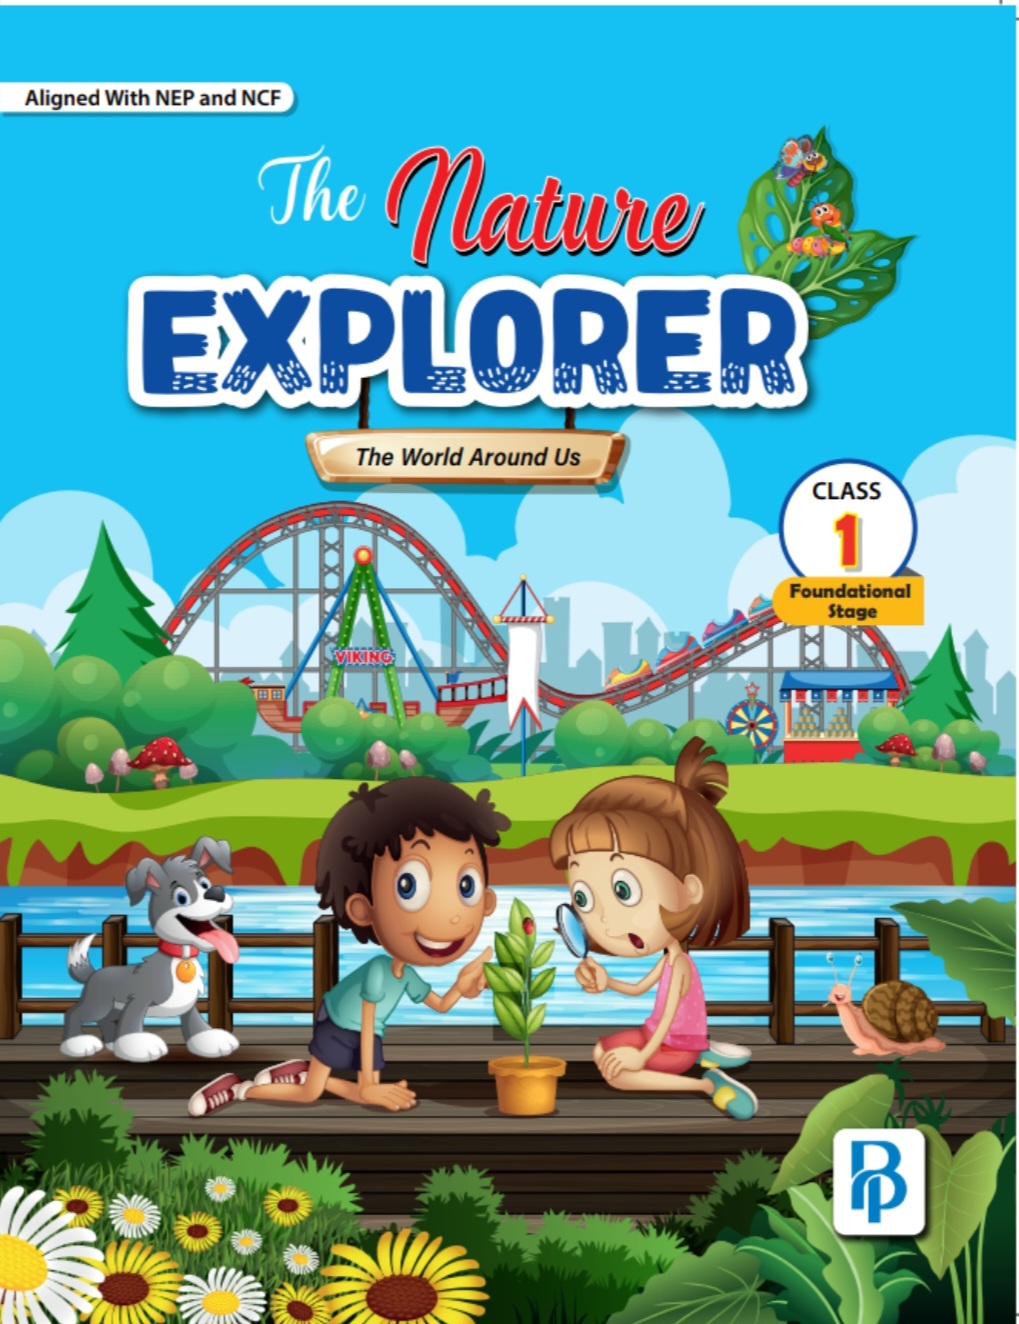 Aligned With NEP and NCF
The Nature
EXPLORER
The World Around Us
CLASS
1
Foundational
Stage
VIKING